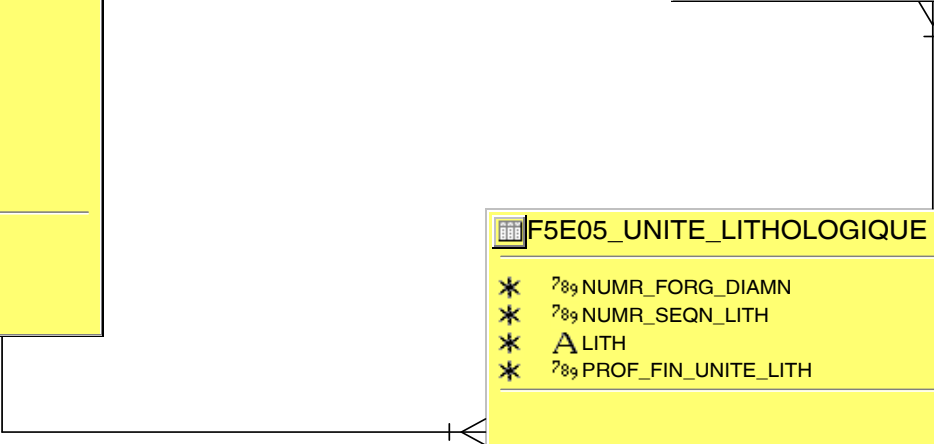 F5E05_UNITE_LITHOLOGIQUE
* 789 NUMR_FORG_DIAMN
* 789 NUMR_SEQN_LITH
* A LITH
* 789 PROF_FIN_UNITE_LITH